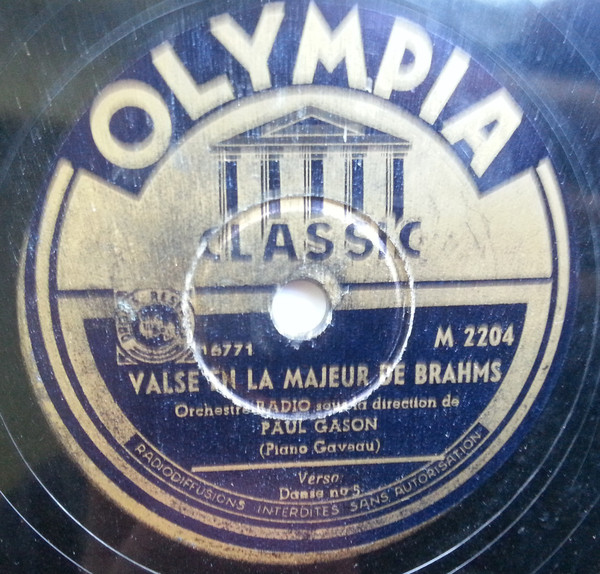 OLYMPIA
CLASSIC
16771
M 2204
VALSE EN LA MAJEUR DE BRAHMS
Orchestre RADIO sous la direction de
PAUL GASON
(Piano Gaveau)
Verso
Danse no 5
RADIODIFFUSIONS INTERDITES SANS AUTORISATION